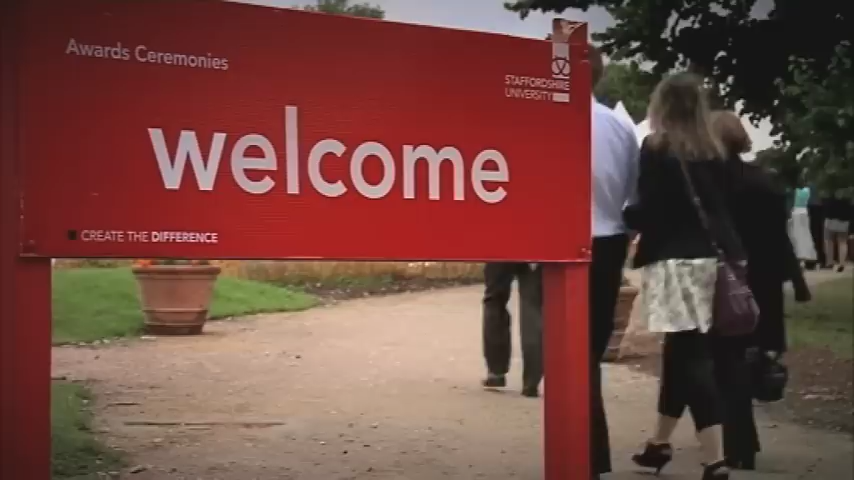 Awards Ceremonies
STAFFORDSHIRE
UNIVERSITY
welcome
CREATE THE DIFFERENCE